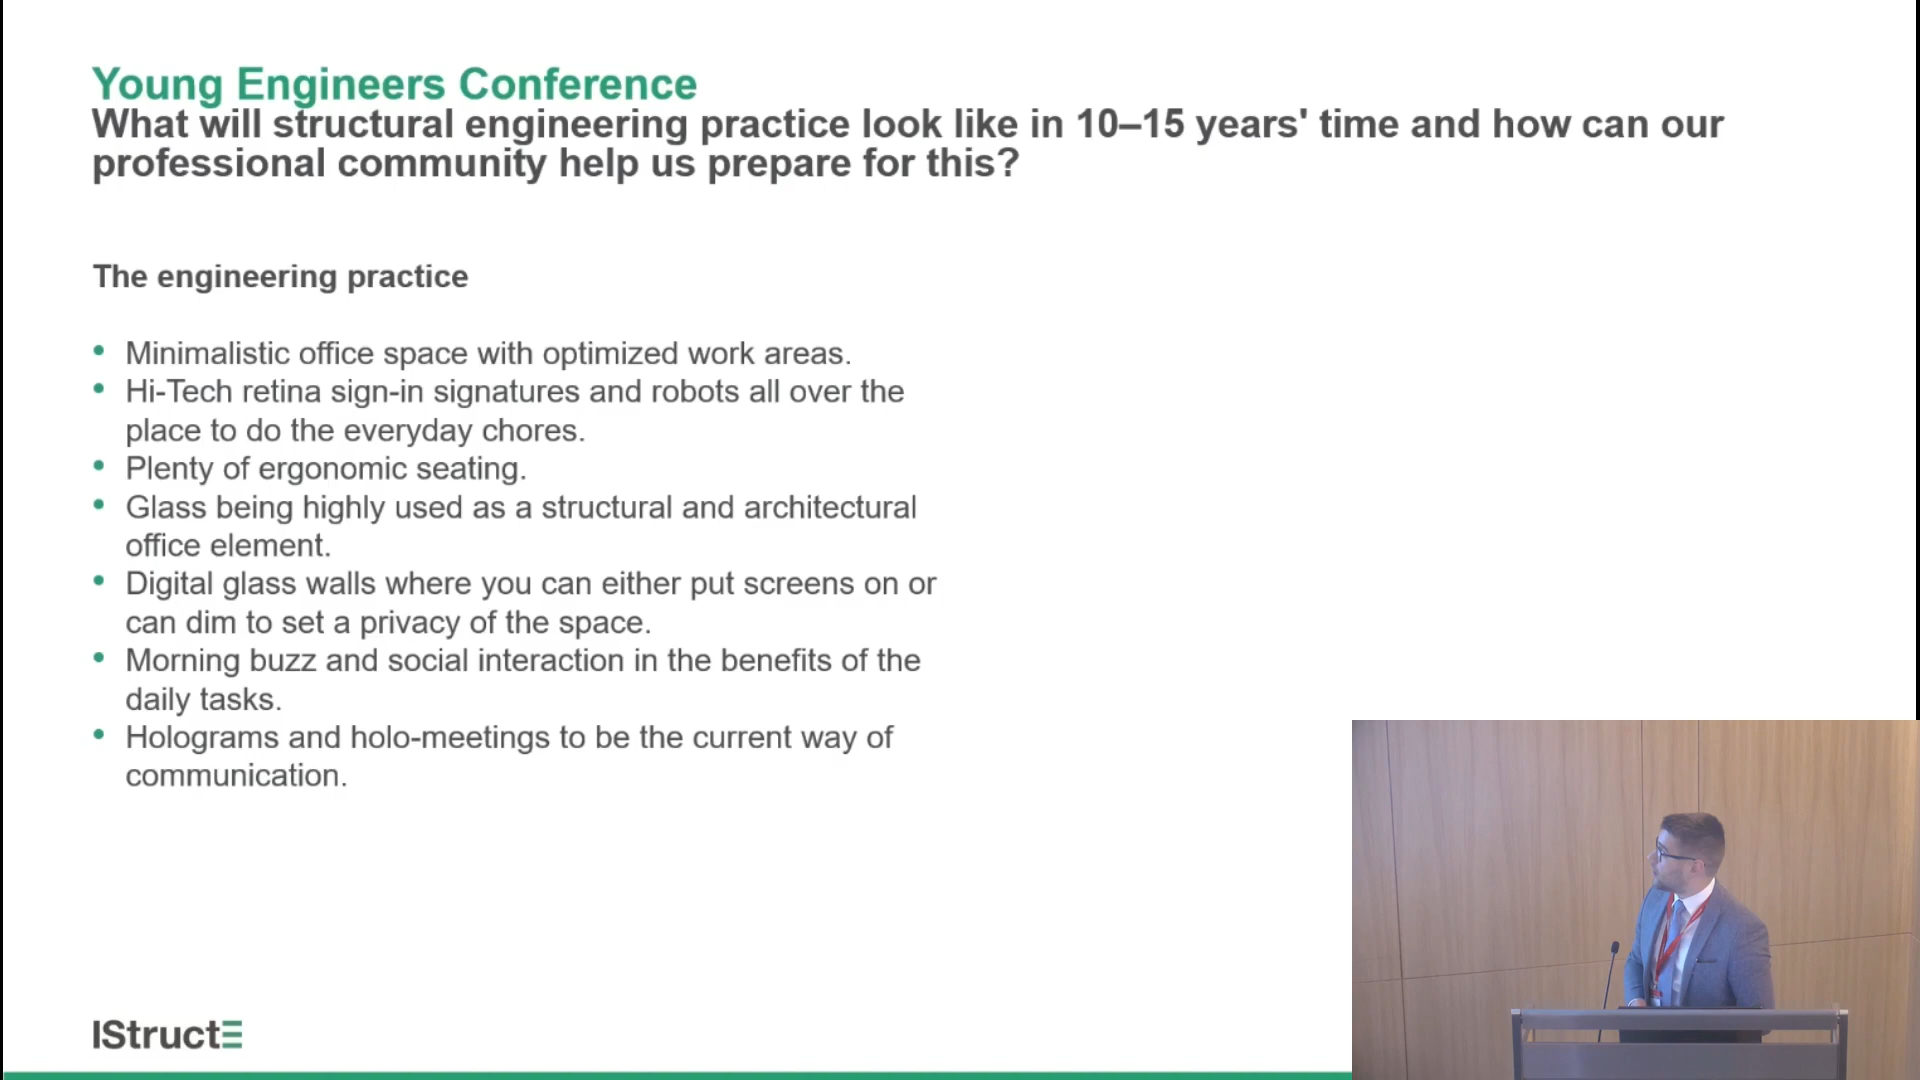 Young Engineers Conference
What will structural engineering practice look like in 10–15 years' time and how can our
professional community help us prepare for this?
The engineering practice
• Minimalistic office space with optimized work areas.
• Hi-Tech retina sign-in signatures and robots all over the
place to do the everyday chores.
• Plenty of ergonomic seating.
• Glass being highly used as a structural and architectural
office element.
• Digital glass walls where you can either put screens on or
can dim to set a privacy of the space.
• Morning buzz and social interaction in the benefits of the
daily tasks.
• Holograms and holo-meetings to be the current way of
communication.
IStructE